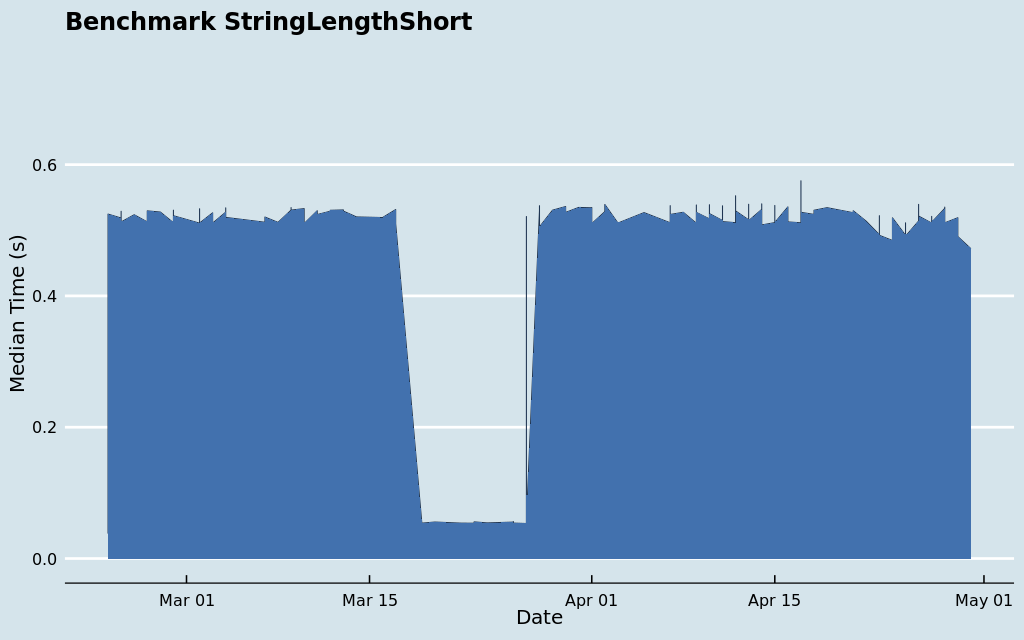 Benchmark StringLengthShort
Median Time (s)
0.6
0.4
0.2
0.0
Mar 01
Mar 15
Apr 01
Apr 15
May 01
Date